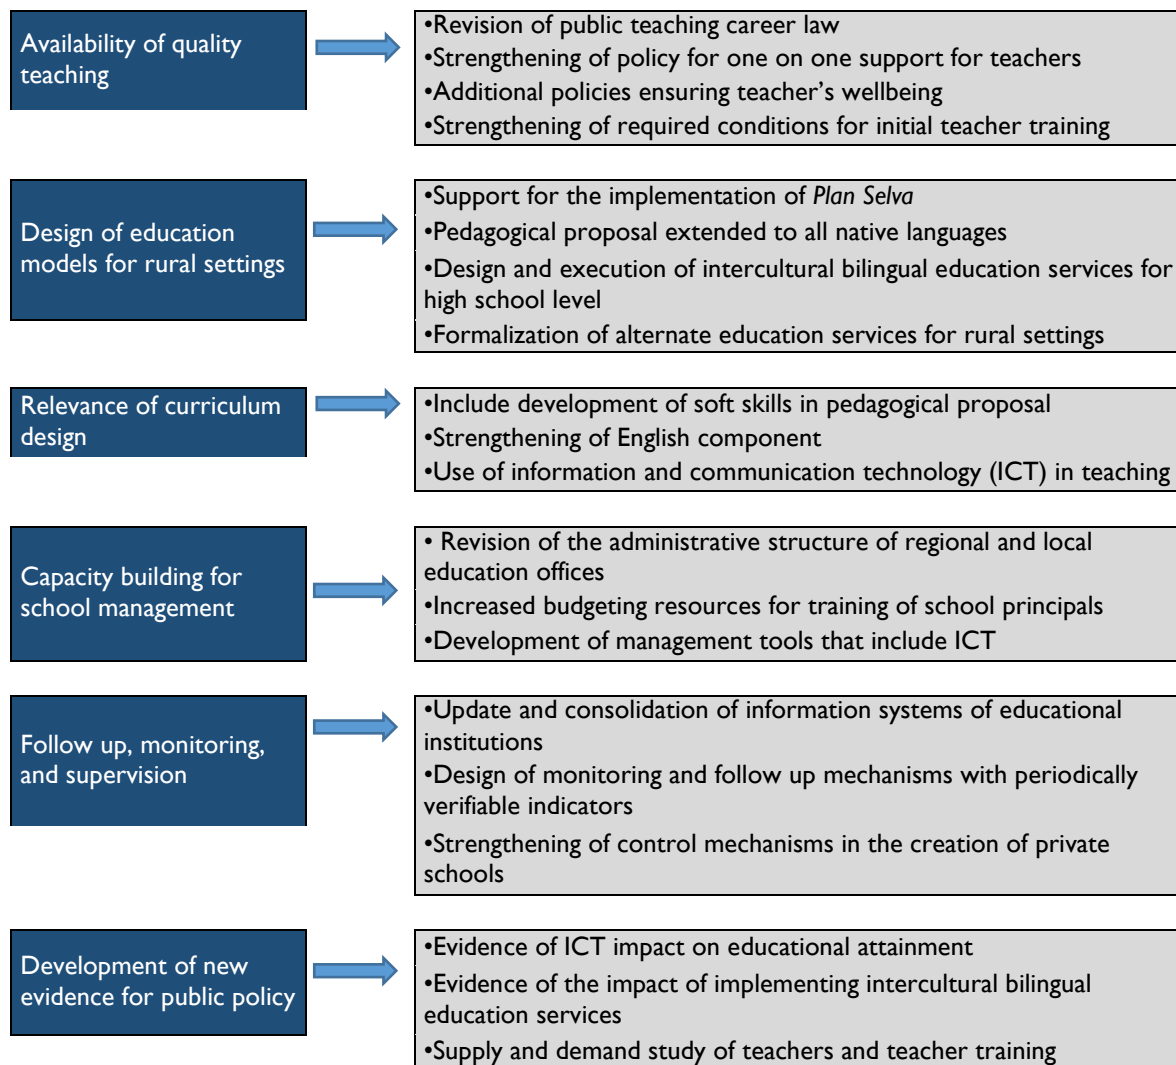 Availability of quality
teaching
•Revision of public teaching career law
•Strengthening of policy for one on one support for teachers
•Additional policies ensuring teacher’s wellbeing
•Strengthening of required conditions for initial teacher training
Design of education
models for rural settings
•Support for the implementation of Plan Selva
•Pedagogical proposal extended to all native languages
•Design and execution of intercultural bilingual education services for
high school level
•Formalization of alternate education services for rural settings
Relevance of curriculum
design
•Include development of soft skills in pedagogical proposal
•Strengthening of English component
•Use of information and communication technology (ICT) in teaching
Capacity building for
school management
• Revision of the administrative structure of regional and local
education offices
•Increased budgeting resources for training of school principals
•Development of management tools that include ICT
Follow up, monitoring,
and supervision
•Update and consolidation of information systems of educational
institutions
•Design of monitoring and follow up mechanisms with periodically
verifiable indicators
•Strengthening of control mechanisms in the creation of private
schools
Development of new
evidence for public policy
•Evidence of ICT impact on educational attainment
•Evidence of the impact of implementing intercultural bilingual
education services
•Supply and demand study of teachers and teacher training